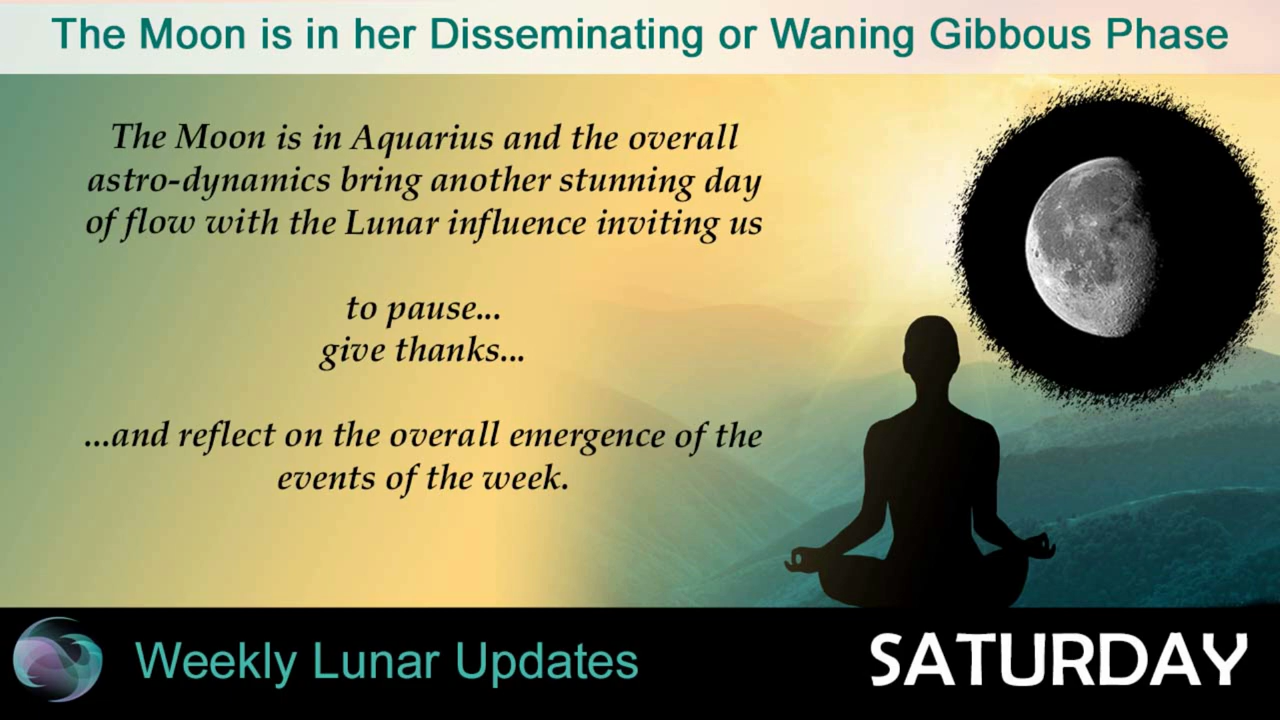 The Moon is in her Disseminating or Waning Gibbous Phase
The Moon is in Aquarius and the overall
astro-dynamics bring another stunning day
of flow with the Lunar influence inviting us
to pause...
give thanks...
...and reflect on the overall emergence of the
events of the week.
Weekly Lunar Updates
SATURDAY